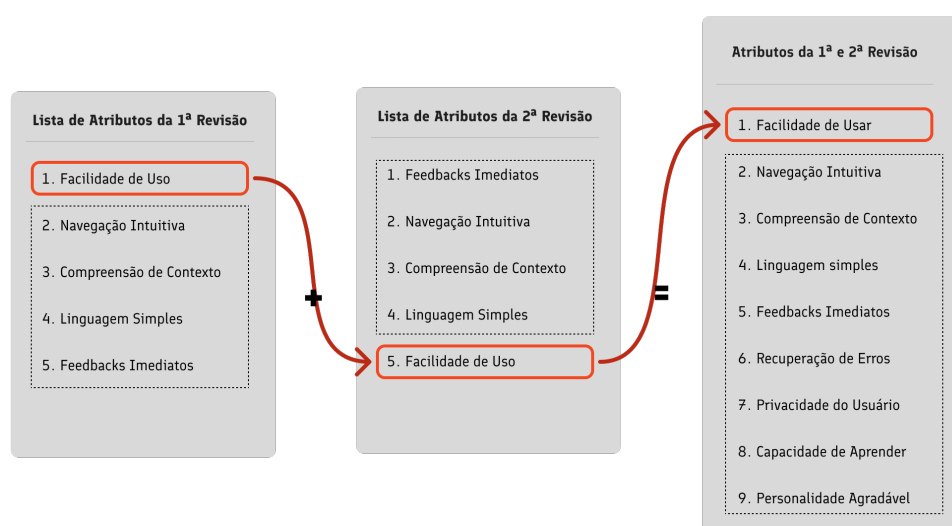 Lista de Atributos da 1ª Revisão
1. Facilidade de Uso
2. Navegação Intuitiva
3. Compreensão de Contexto
4. Linguagem Simples
5. Feedbacks Imediatos
+
Lista de Atributos da 2ª Revisão
1. Feedbacks Imediatos
2. Navegação Intuitiva
3. Compreensão de Contexto
4. Linguagem Simples
5. Facilidade de Uso
=
Atributos da 1ª e 2ª Revisão
1. Facilidade de Usar
2. Navegação Intuitiva
3. Compreensão de Contexto
4. Linguagem simples
5. Feedbacks Imediatos
6. Recuperação de Erros
7. Privacidade do Usuário
8. Capacidade de Aprender
9. Personalidade Agradável